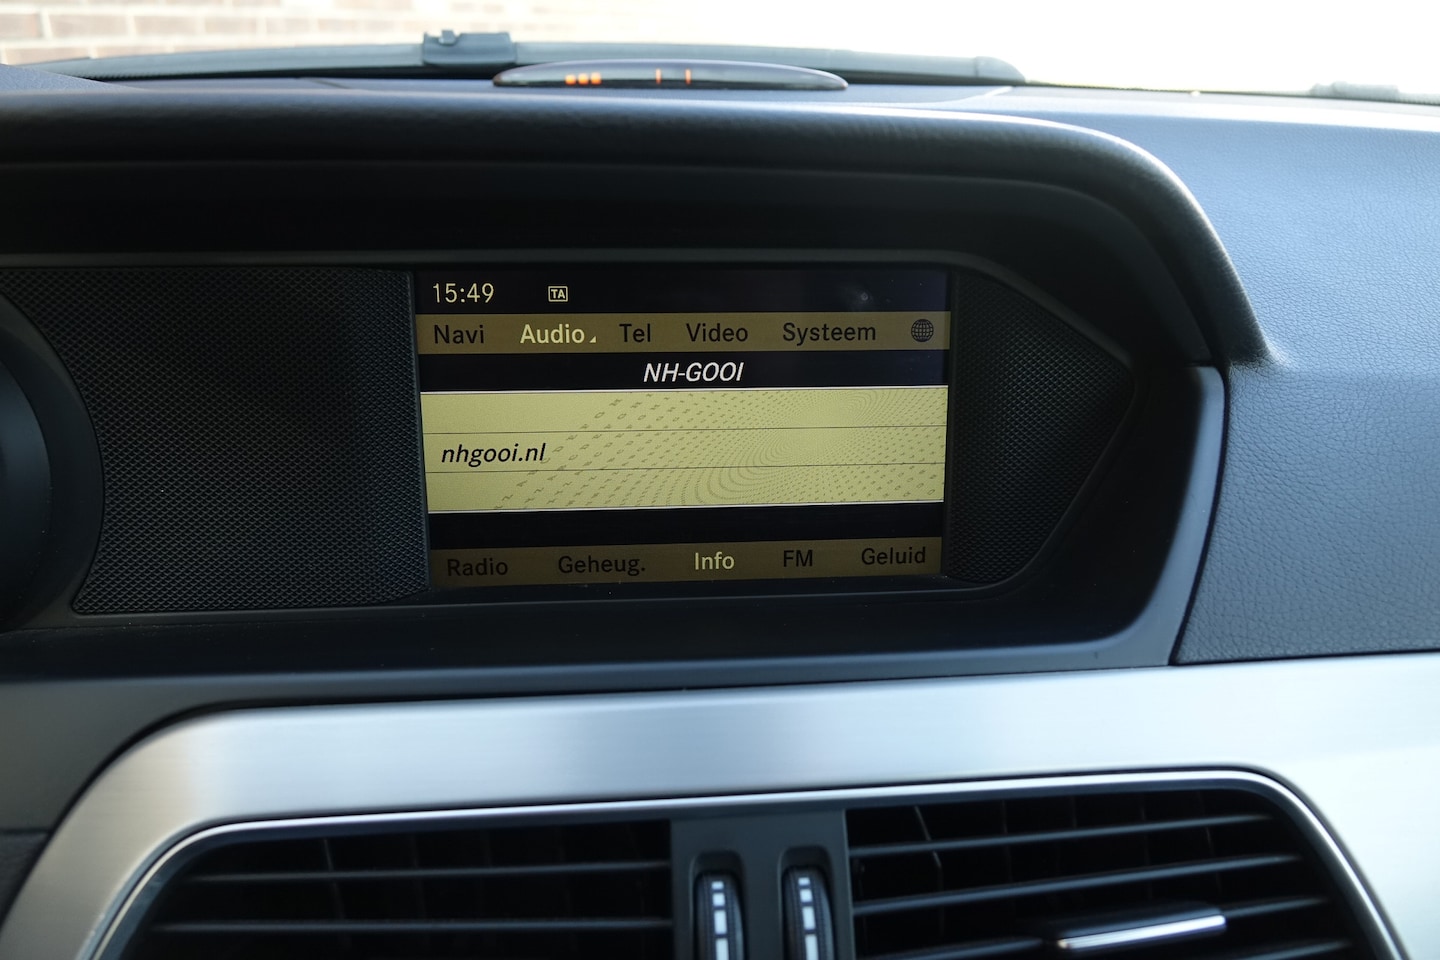 15:49 TA
Navi Audio Tel Video Systeem
NH-GOOI
nhgooi.nl
Radio Geheug. Info FM Geluid